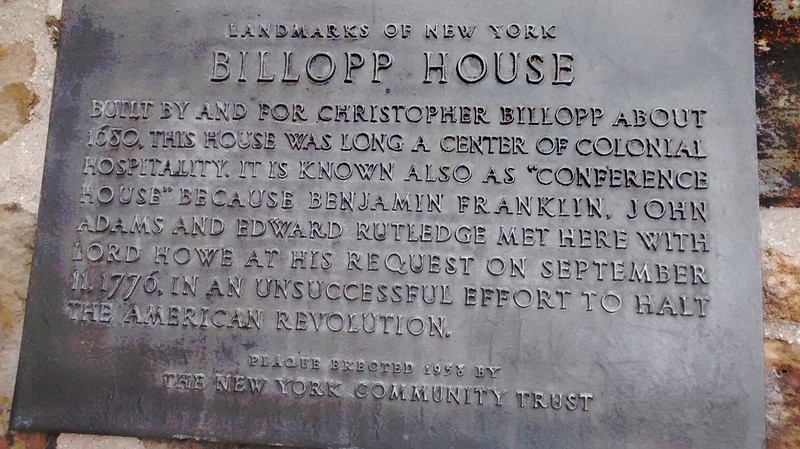 LANDMARKS OF NEW YORK
BILLOPP HOUSE
BUILT BY AND FOR CHRISTOPHER BILLOPP ABOUT
1680, THIS HOUSE WAS LONG A CENTER OF COLONIAL
HOSPITALITY. IT IS KNOWN ALSO AS "CONFERENCE
HOUSE" BECAUSE BENJAMIN FRANKLIN, JOHN
ADAMS AND EDWARD RUTLEDGE MET HERE WITH
LORD HOWE AT HIS REQUEST ON SEPTEMBER
11, 1776, IN AN UNSUCCESSFUL EFFORT TO HALT
THE AMERICAN REVOLUTION.
PLAQUE ERECTED 1958 BY
THE NEW YORK COMMUNITY TRUST